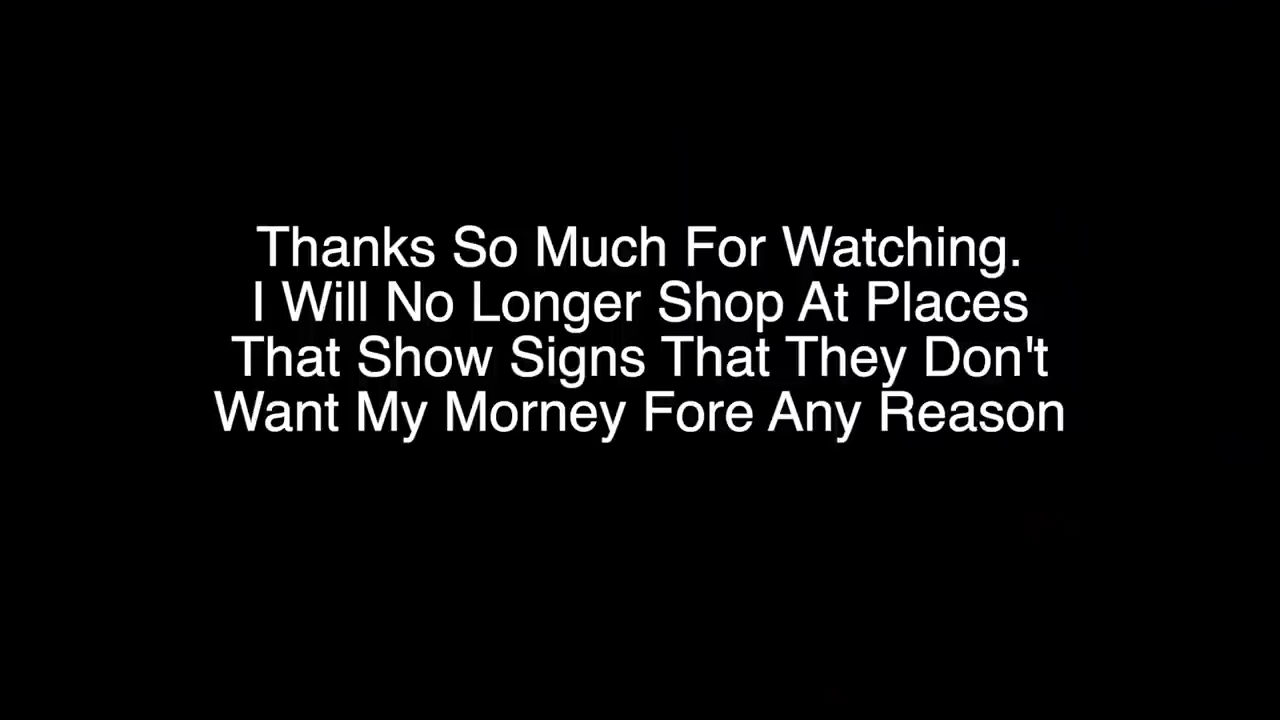 Thanks So Much For Watching.
I Will No Longer Shop At Places
That Show Signs That They Don't
Want My Morney Fore Any Reason